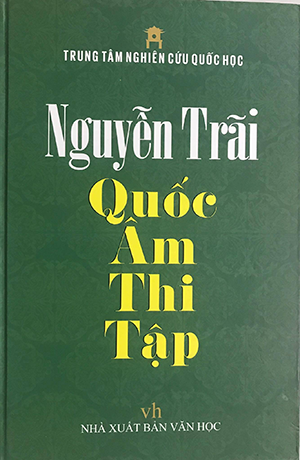 TRUNG TÂM NGHIÊN CỨU QUỐC HỌC
Nguyễn Trãi
Quốc
Âm
Thi
Tập
vh
NHÀ XUẤT BẢN VĂN HỌC